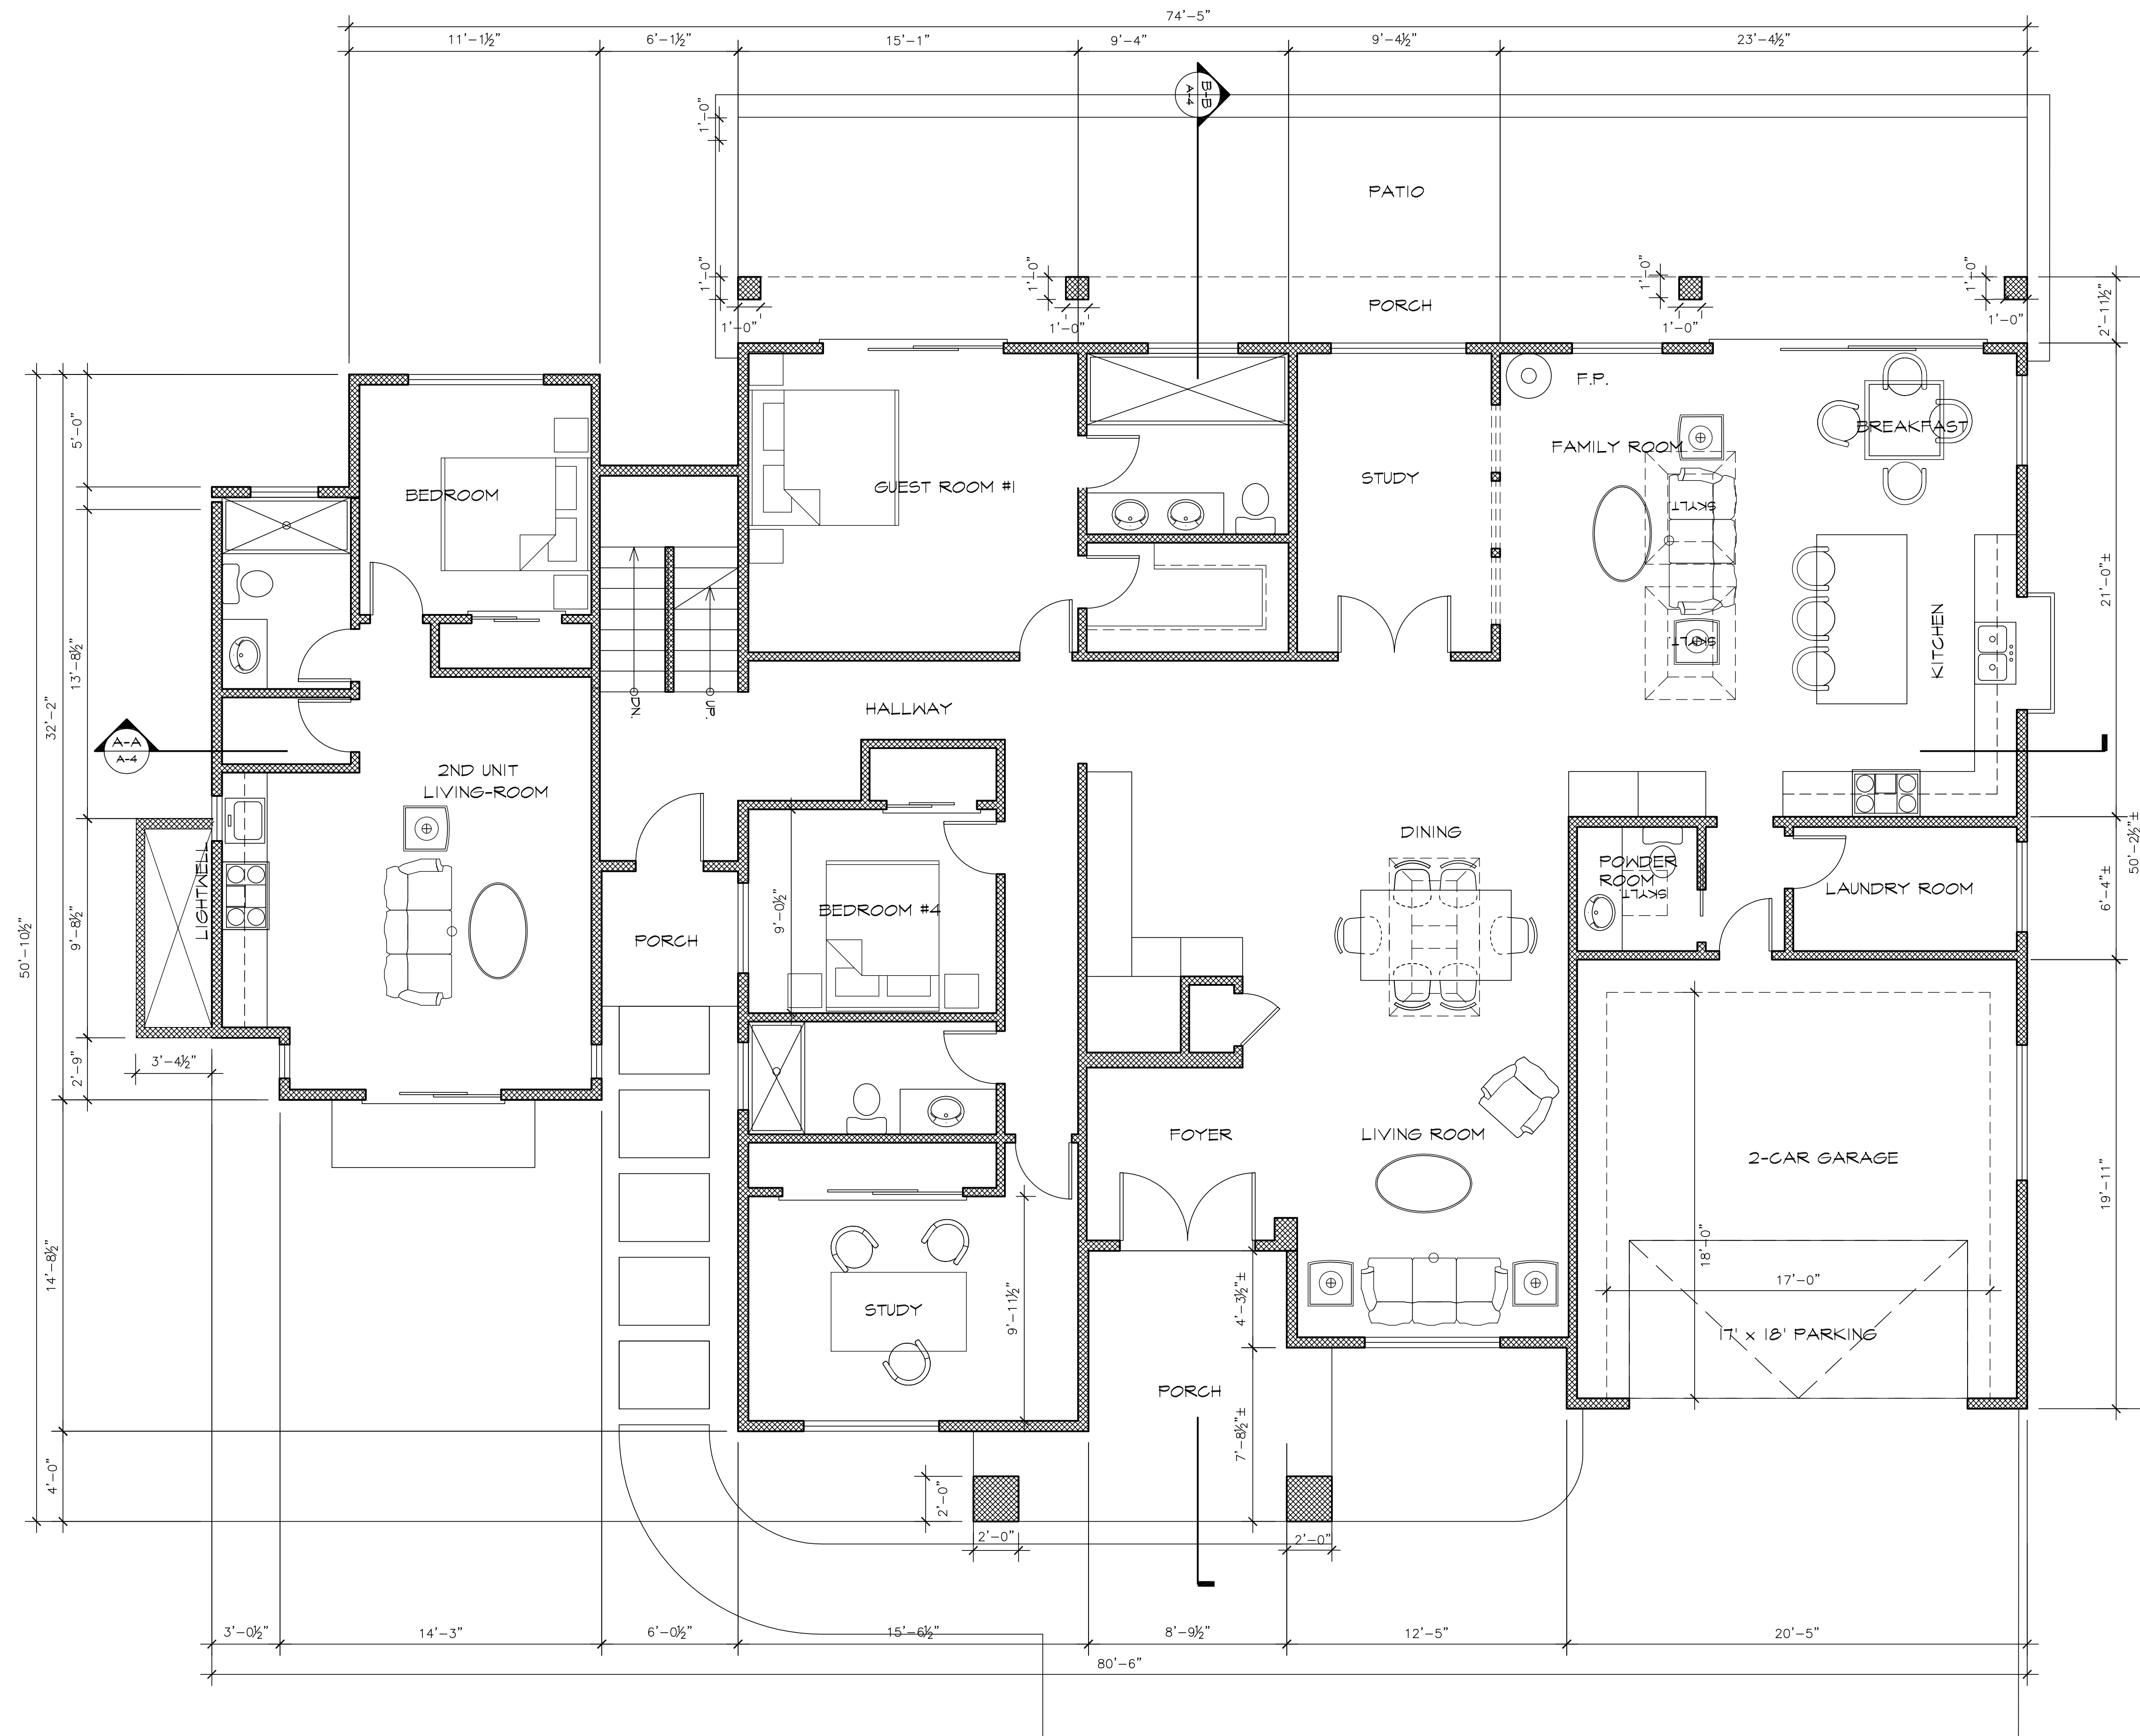 74'-5"
11'-1½"
6'-1½"
15'-1"
9'-4"
9'-4½"
23'-4½"
B-B
A-4
1'-0"
PATIO
1'-0"
1'-0"
1'-0"
1'-0"
PORCH
1'-0"
1'-0"
1'-0"
1'-0"
2'-1½"
F.P.
5'-0"
BREAKFAST
FAMILY ROOM
STUDY
GUEST ROOM #1
BEDROOM
SKYLT.
SKYLT.
21'-0"±
KITCHEN
13'-8½"
32'-2"
DN.
UP.
HALLWAY
A-A
A-4
2ND UNIT
LIVING-ROOM
DINING
50'-2½"±
6'-4"±
POWDER
ROOM
SKYLT.
LAUNDRY ROOM
LIGHTWELL
9'-0½"
BEDROOM #4
PORCH
9'-8½"
50'-10½"
3'-4½"
2'-9"
FOYER
LIVING ROOM
2-CAR GARAGE
19'-11"
18'-0"
17'-0"
14'-8½"
4'-3½"±
9'-11½"
STUDY
17' x 18' PARKING
PORCH
7'-8½"±
4'-0"
2'-0"
2'-0"
2'-0"
3'-0½"
14'-3"
6'-0½"
15'-6½"
8'-9½"
12'-5"
20'-5"
80'-6"